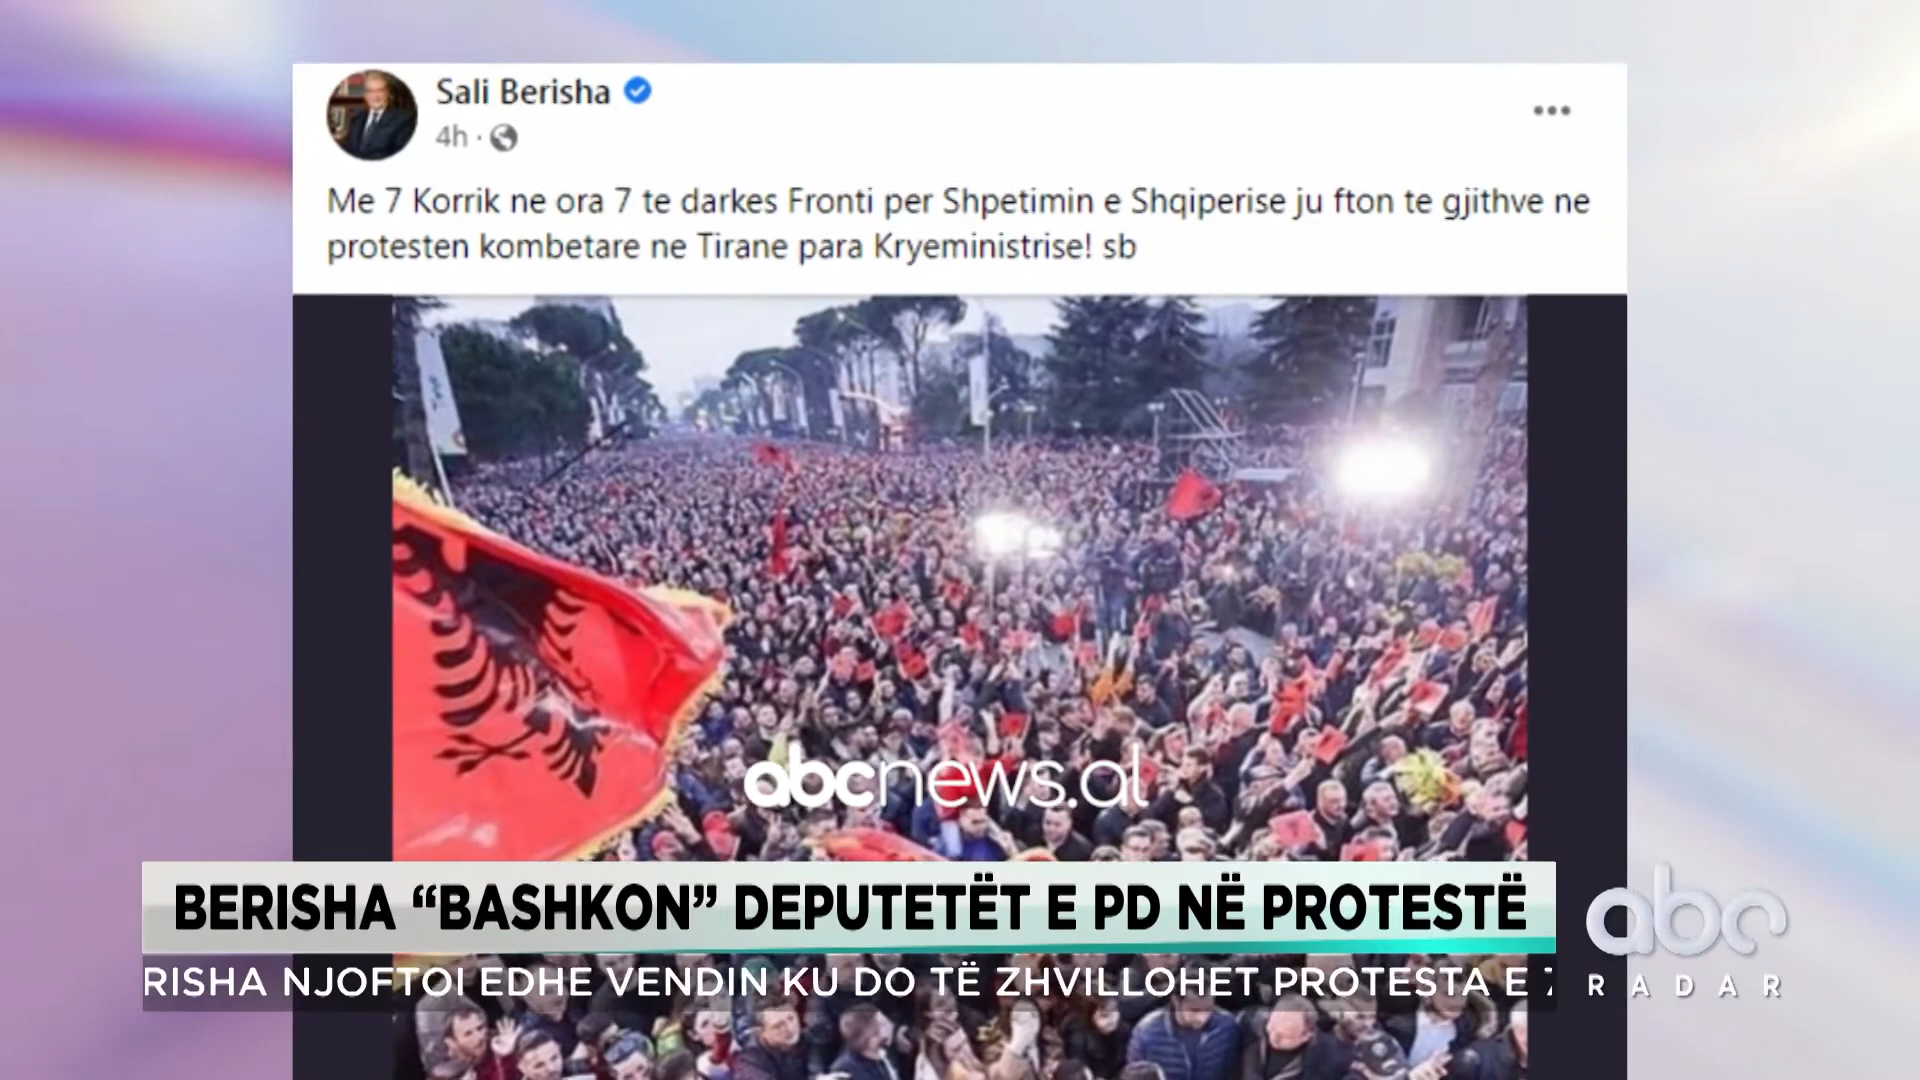 Sali Berisha
4h ·
Me 7 Korrik ne ora 7 te darkes Fronti per Shpetimin e Shqiperise ju fton te gjithve ne
protesten kombetare ne Tirane para Kryeministrise! sb
abcnews.al
BERISHA “BASHKON” DEPUTETËT E PD NË PROTESTË
abc
RISHA NJOFTOI EDHE VENDIN KU DO TË ZHVILLOHET PROTESTA E 7
RADAR